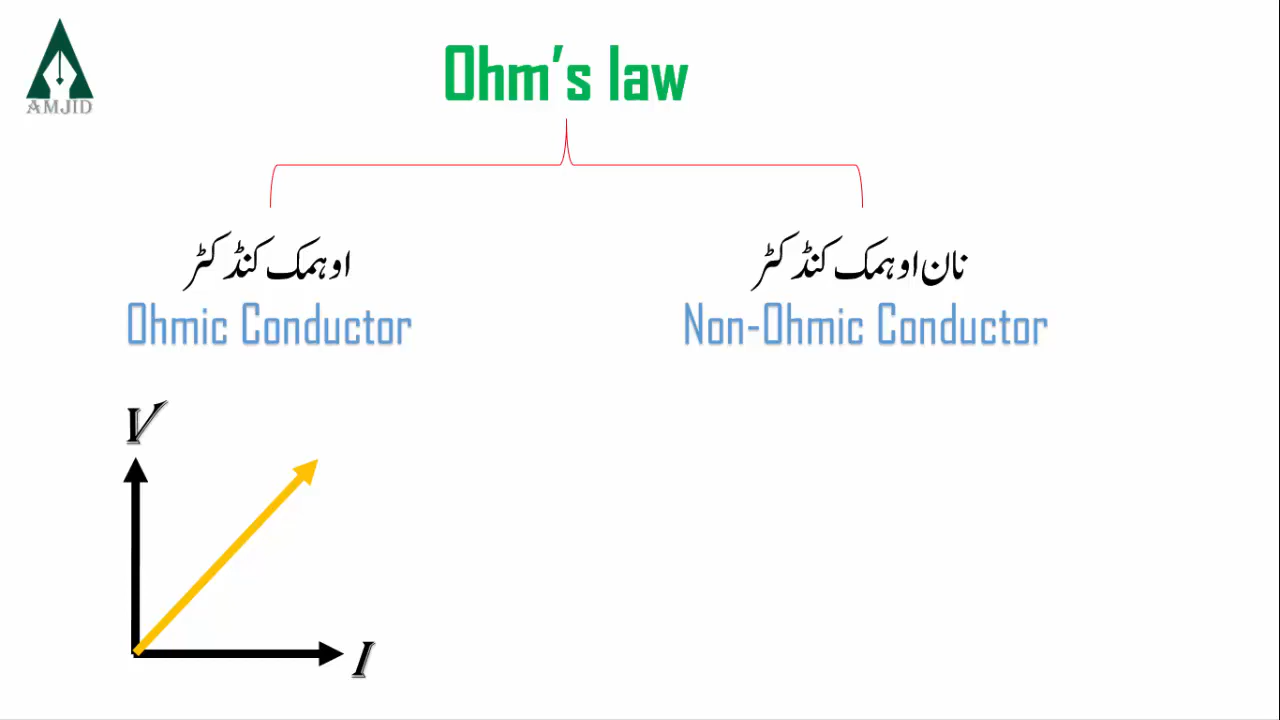 AMJID
Ohm's law
اوہمک کنڈکٹر
Ohmic Conductor
نان اوہمک کنڈکٹر
Non-Ohmic Conductor
V
I